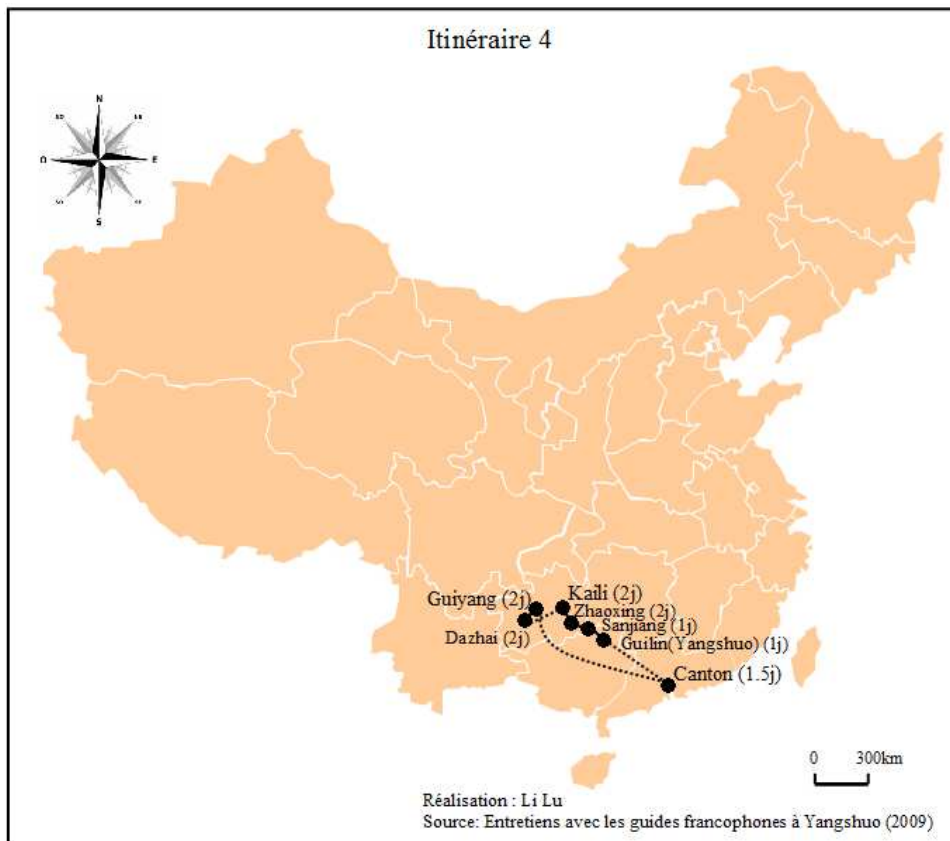 Itinéraire 4
N
O
E
S
Guiyang (2j)
Kaili (2j)
Zhaoxing (2j)
Dazhai (2j)
Sanjiang (1j)
Guilin(Yangshuo) (1j)
Canton (1.5j)
0 300km
Réalisation : Li Lu
Source: Entretiens avec les guides francophones à Yangshuo (2009)